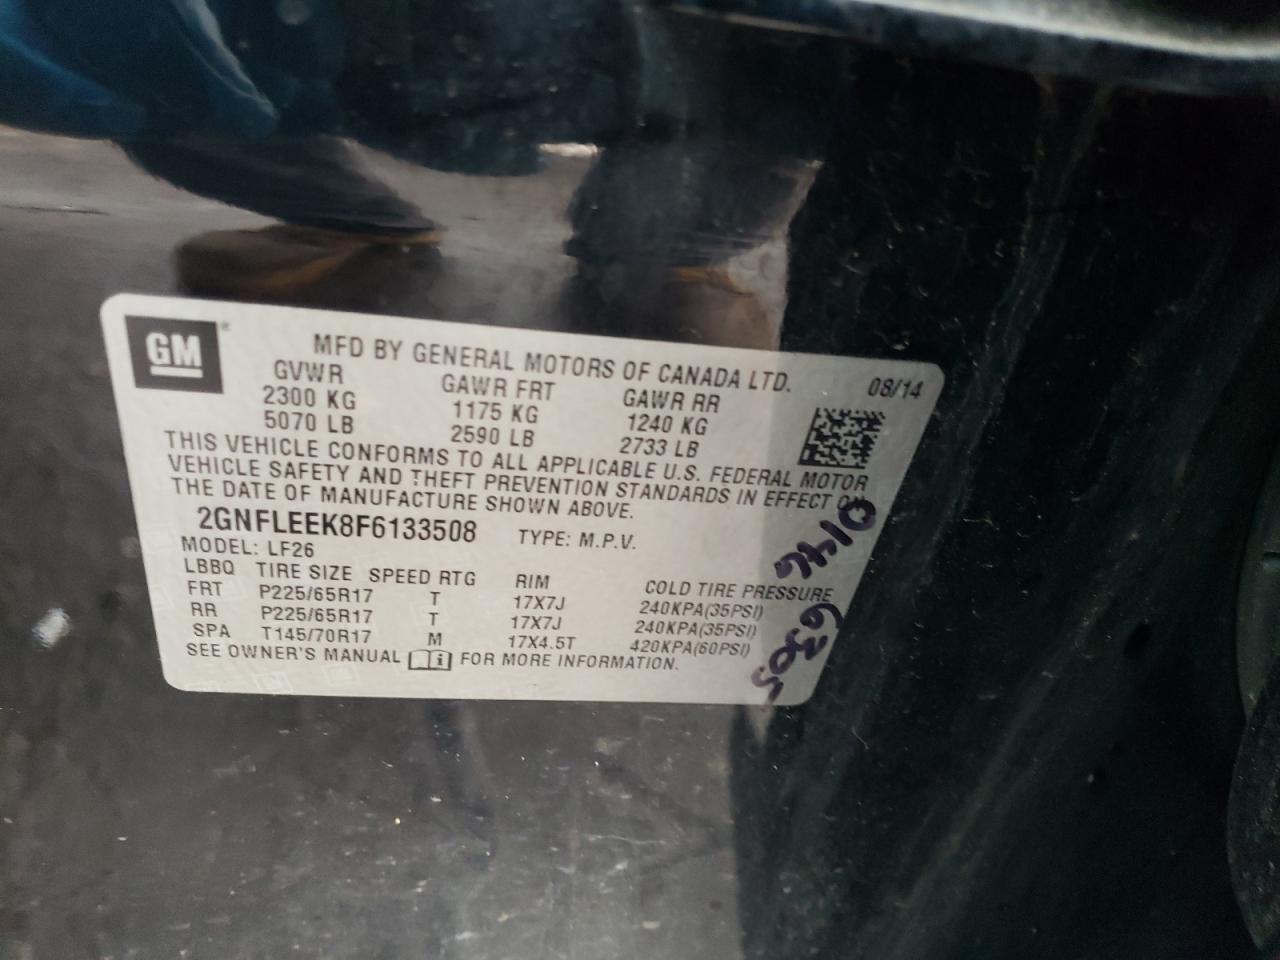 GM
MFD BY GENERAL MOTORS OF CANADA LTD.
08/14
GVWR GAWR FRT GAWR RR
2300 KG 1175 KG 1240 KG
5070 LB 2590 LB 2733 LB
THIS VEHICLE CONFORMS TO ALL APPLICABLE U.S. FEDERAL MOTOR
VEHICLE SAFETY AND THEFT PREVENTION STANDARDS IN EFFECT ON
THE DATE OF MANUFACTURE SHOWN ABOVE.
2GNFLEEK8F6133508 TYPE: M.P.V.
MODEL: LF26
LBBQ TIRE SIZE SPEED RTG RIM COLD TIRE PRESSURE
FRT P225/65R17 T 17X7J 240KPA(35PSI)
RR P225/65R17 T 17X7J 240KPA(35PSI)
SPA T145/70R17 M 17X4.5T 420KPA(60PSI)
SEE OWNER'S MANUAL FOR MORE INFORMATION.
0146
6305